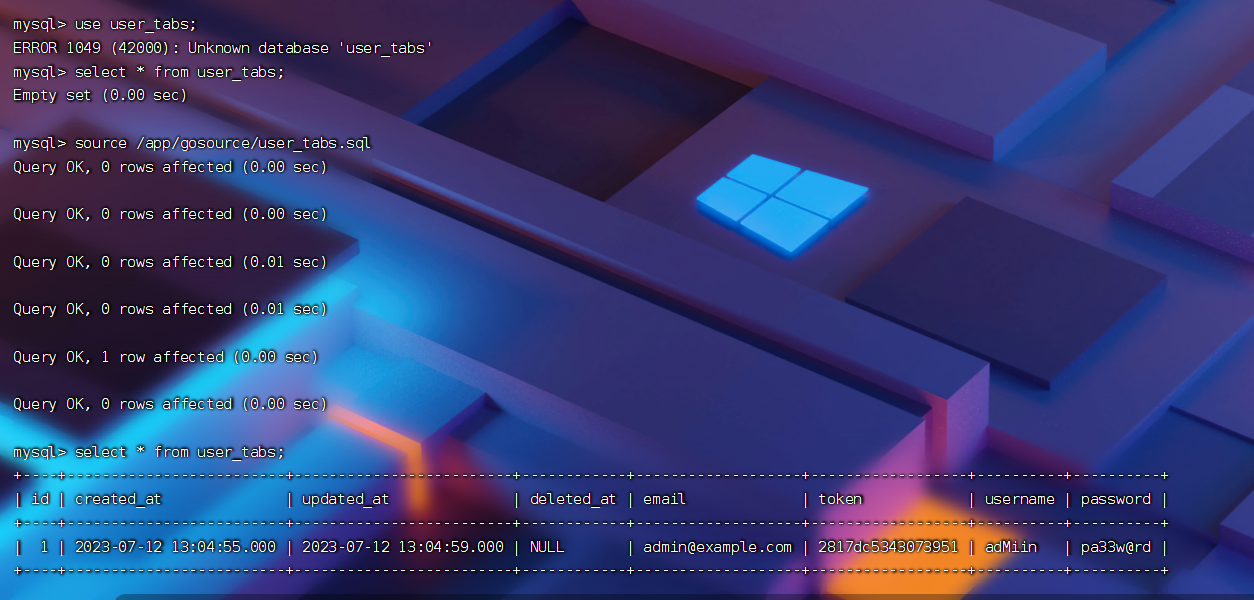 mysql> use user_tabs;
ERROR 1049 (42000): Unknown database 'user_tabs'
mysql> select * from user_tabs;
Empty set (0.00 sec)
mysql> source /app/gosource/user_tabs.sql
Query OK, 0 rows affected (0.00 sec)
Query OK, 0 rows affected (0.00 sec)
Query OK, 0 rows affected (0.01 sec)
Query OK, 0 rows affected (0.01 sec)
Query OK, 1 row affected (0.00 sec)
Query OK, 0 rows affected (0.00 sec)
mysql> select * from user_tabs;
+----+-------------------------+-------------------------+------------+-------------------+------------------+----------+----------+
| id | created_at | updated_at | deleted_at | email | token | username | password |
+----+-------------------------+-------------------------+------------+-------------------+------------------+----------+----------+
| 1 | 2023-07-12 13:04:55.000 | 2023-07-12 13:04:59.000 | NULL | admin@example.com | 2817dc5343073951 | adMiin | pa33w@rd |
+----+-------------------------+-------------------------+------------+-------------------+------------------+----------+----------+